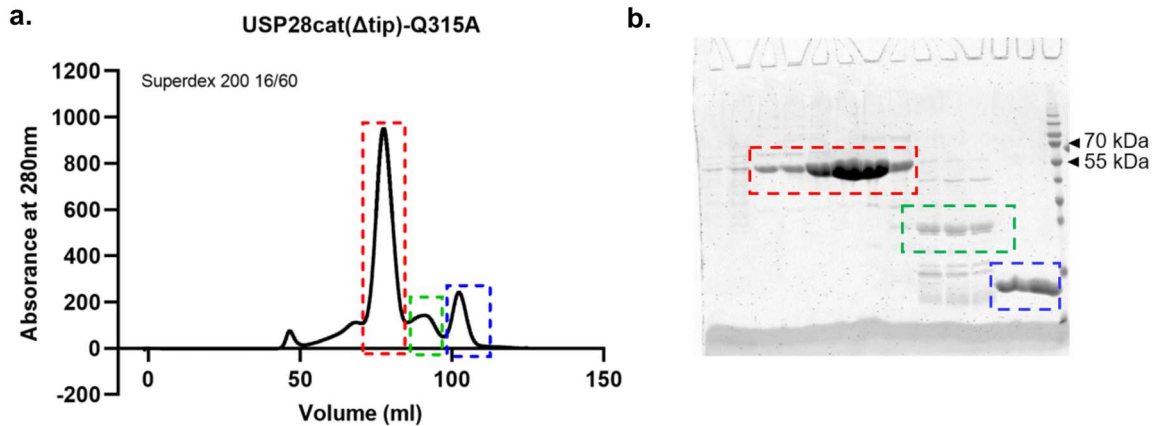 a.
USP28cat(Δtip)-Q315A
Superdex 200 16/60
Absorance at 280nm
1200
1000
800
600
400
200
0
-200
0
50
100
150
Volume (ml)
b.
70 kDa
55 kDa